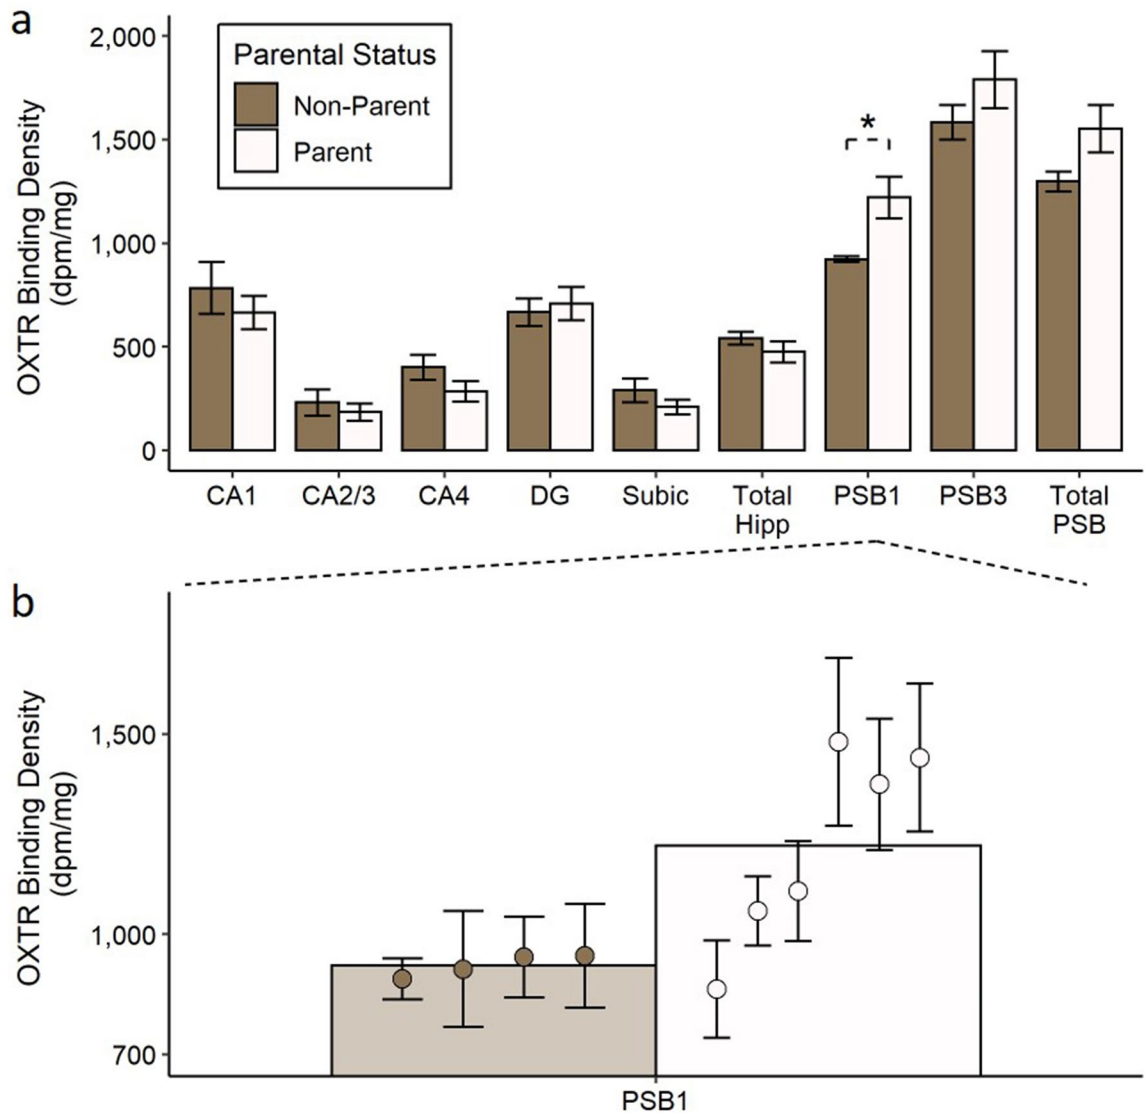 a
OXTR Binding Density
(dpm/mg)
2,000
1,500
1,000
500
0
Parental Status
Non-Parent
Parent
*
CA1 CA2/3 CA4 DG Subic Total Hipp PSB1 PSB3 Total PSB
b
OXTR Binding Density
(dpm/mg)
1,500
1,000
700
PSB1